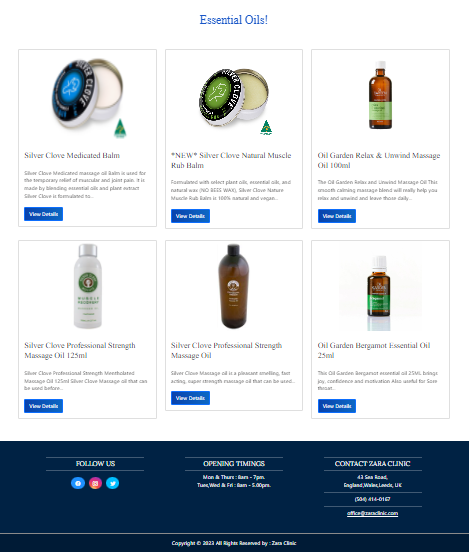 Essential Oils!
Silver Clove Medicated Balm
Silver Clove Medicated massage oil Balm is used for
the temporary relief of muscular and joint pain. It is
made by blending essential oils and plant extract
Silver Clove is formulated to...
View Details
*NEW* Silver Clove Natural Muscle
Rub Balm
Formulated with select plant oils, essential oils, and
natural wax (NO BEES WAX), Silver Clove Nature
Muscle Rub Balm is 100% natural and vegan...
View Details
Oil Garden Relax & Unwind Massage
Oil 100ml
The Oil Garden Relax and Unwind Massage Oil This
smooth calming massage blend will really help you
relax and unwind and leave those daily...
View Details
Silver Clove Professional Strength
Massage Oil 125ml
Silver Clove Professional Strength Mentholated
Massage Oil 125ml Silver Clove Massage oil that can
be used before...
View Details
Silver Clove Professional Strength
Massage Oil
Silver Clove Massage oil is a pleasant smelling, fast
acting, super strength massage oil that can be used...
View Details
Oil Garden Bergamot Essential Oil
25ml
This Oil Garden Bergamot essential oil 25ML brings
joy, confidence and motivation Also useful for Sore
throat...
View Details
FOLLOW US
OPENING TIMINGS
Mon & Thurs : 8am - 7pm.
Tues,Wed & Fri : 8am - 5.00pm.
CONTACT ZARA CLINIC
43 Sea Road,
England,Wales,Leeds, UK
(504) 414-0167
office@zaraclinic.com
Copyright © 2023 All Rights Reserved by : Zara Clinic